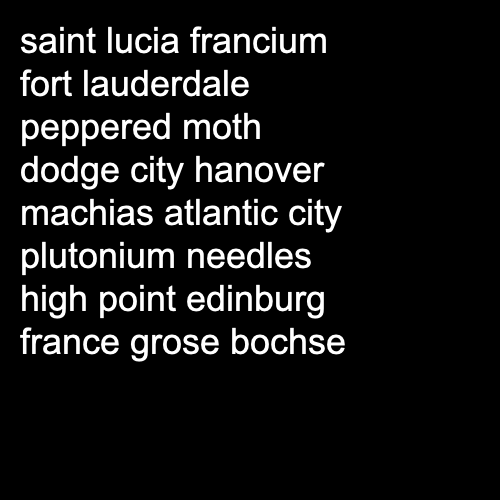 saint lucia francium
fort lauderdale
peppered moth
dodge city hanover
machias atlantic city
plutonium needles
high point edinburg
france grose bochse